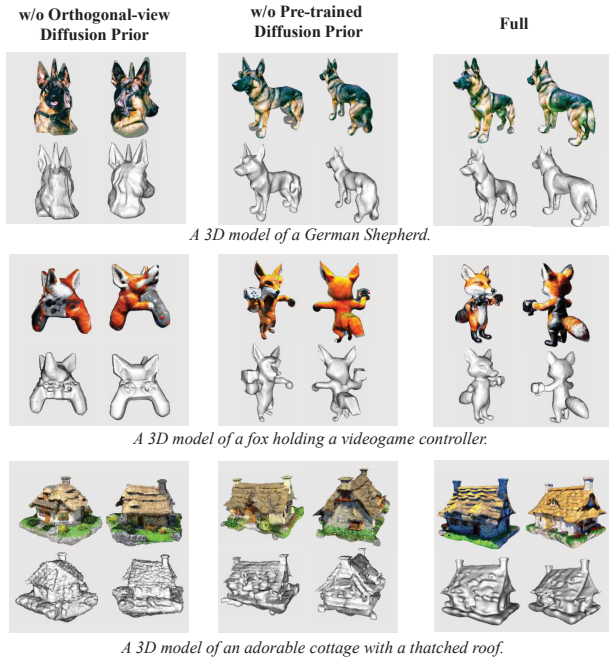 w/o Orthogonal-view
Diffusion Prior
w/o Pre-trained
Diffusion Prior
Full
A 3D model of a German Shepherd.
A 3D model of a fox holding a videogame controller.
A 3D model of an adorable cottage with a thatched roof.